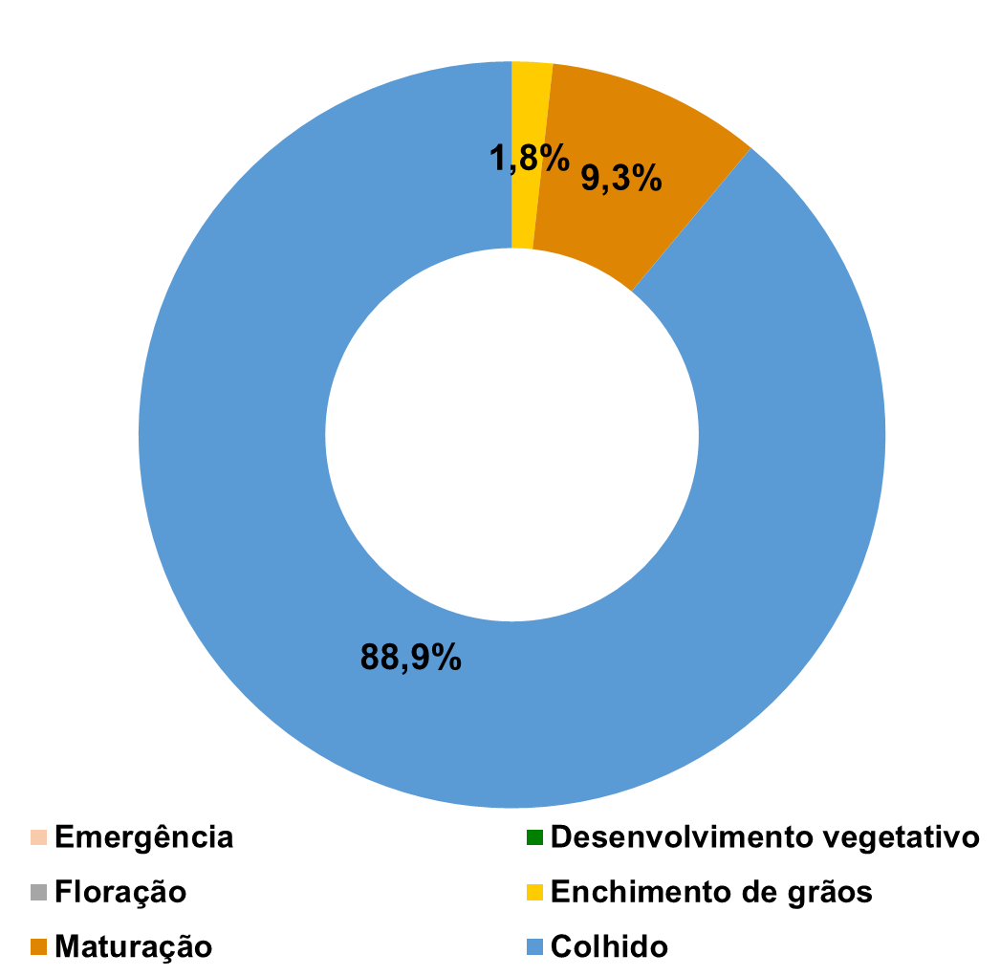 1,8%
9,3%
88,9%
Emergência
Desenvolvimento vegetativo
Floração
Enchimento de grãos
Maturação
Colhido